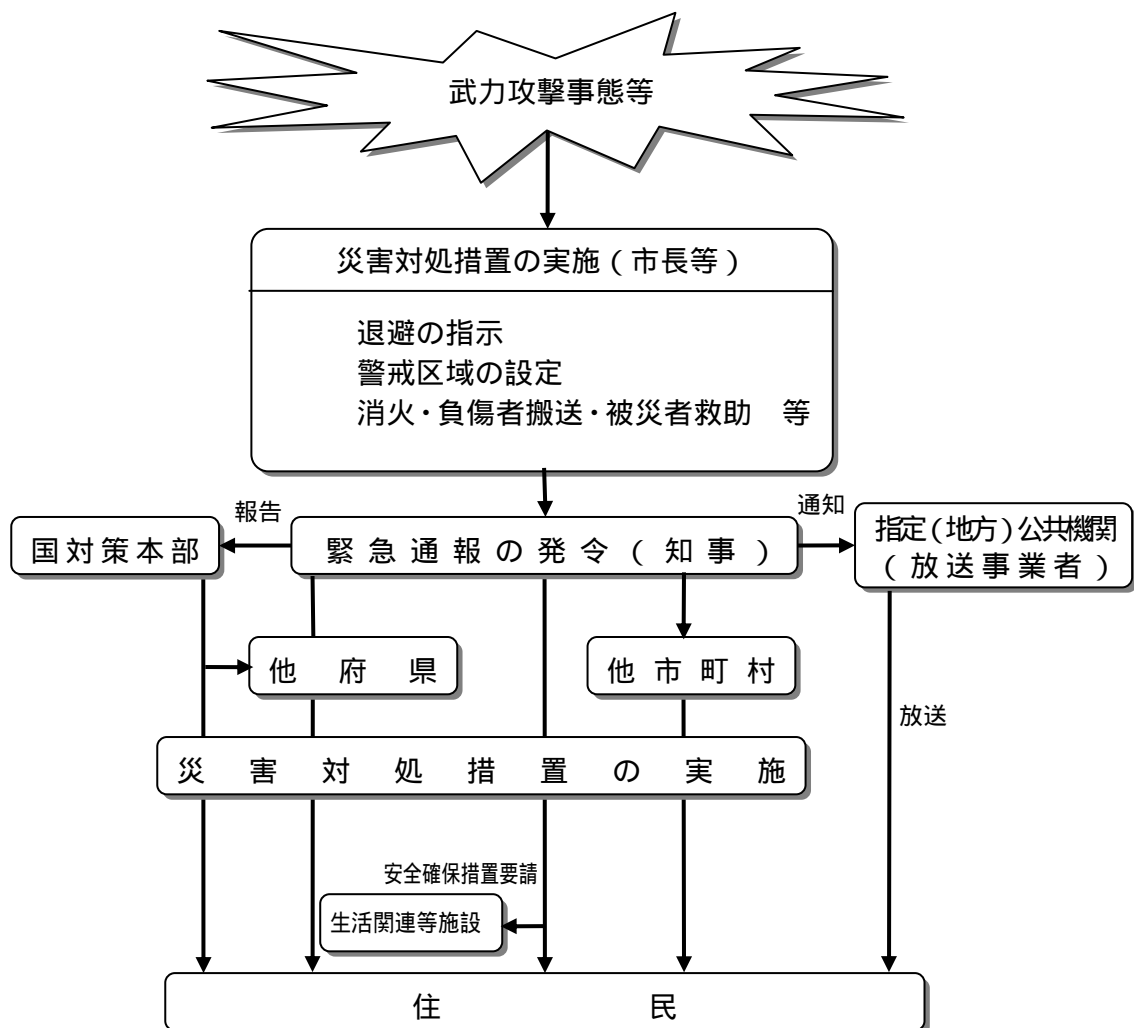 武力攻撃事態等
災害対処措置の実施(市長等)
退避の指示
警戒区域の設定
消火・負傷者搬送・被災者救助 等
報告
通知
国対策本部
緊急通報の発令(知事)
指定(地方)公共機関
(放送事業者)
他府県
他市町村
放送
災害対処措置の実施
安全確保措置要請
生活関連等施設
住民